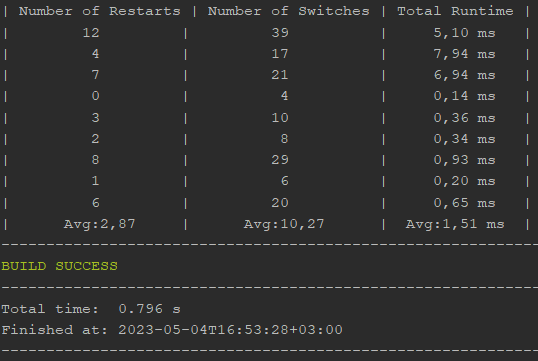 | Number of Restarts | Number of Switches | Total Runtime |
| 12 | 39 | 5,10 ms |
| 4 | 17 | 7,94 ms |
| 7 | 21 | 6,94 ms |
| 0 | 4 | 0,14 ms |
| 3 | 10 | 0,36 ms |
| 2 | 8 | 0,34 ms |
| 8 | 29 | 0,93 ms |
| 1 | 6 | 0,20 ms |
| 6 | 20 | 0,65 ms |
| Avg:2,87 | Avg:10,27 | Avg:1,51 ms |
------------------------------------------------------------
BUILD SUCCESS
------------------------------------------------------------
Total time:  0.796 s
Finished at: 2023-05-04T16:53:28+03:00
------------------------------------------------------------